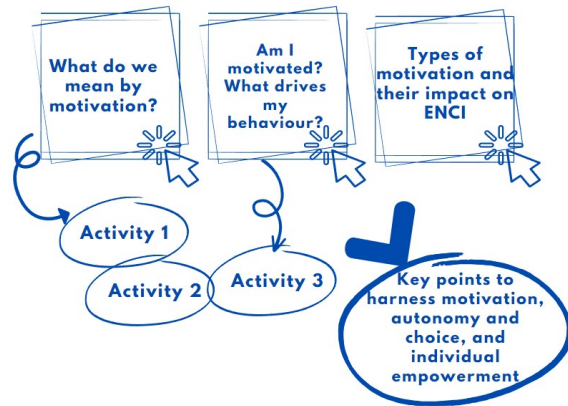 What do we
mean by
motivation?
Am I
motivated?
What drives
my
behaviour?
Types of
motivation and
their impact on
ENCI
Activity 1
Activity 2
Activity 3
Key points to
harness motivation,
autonomy and
choice, and
individual
empowerment